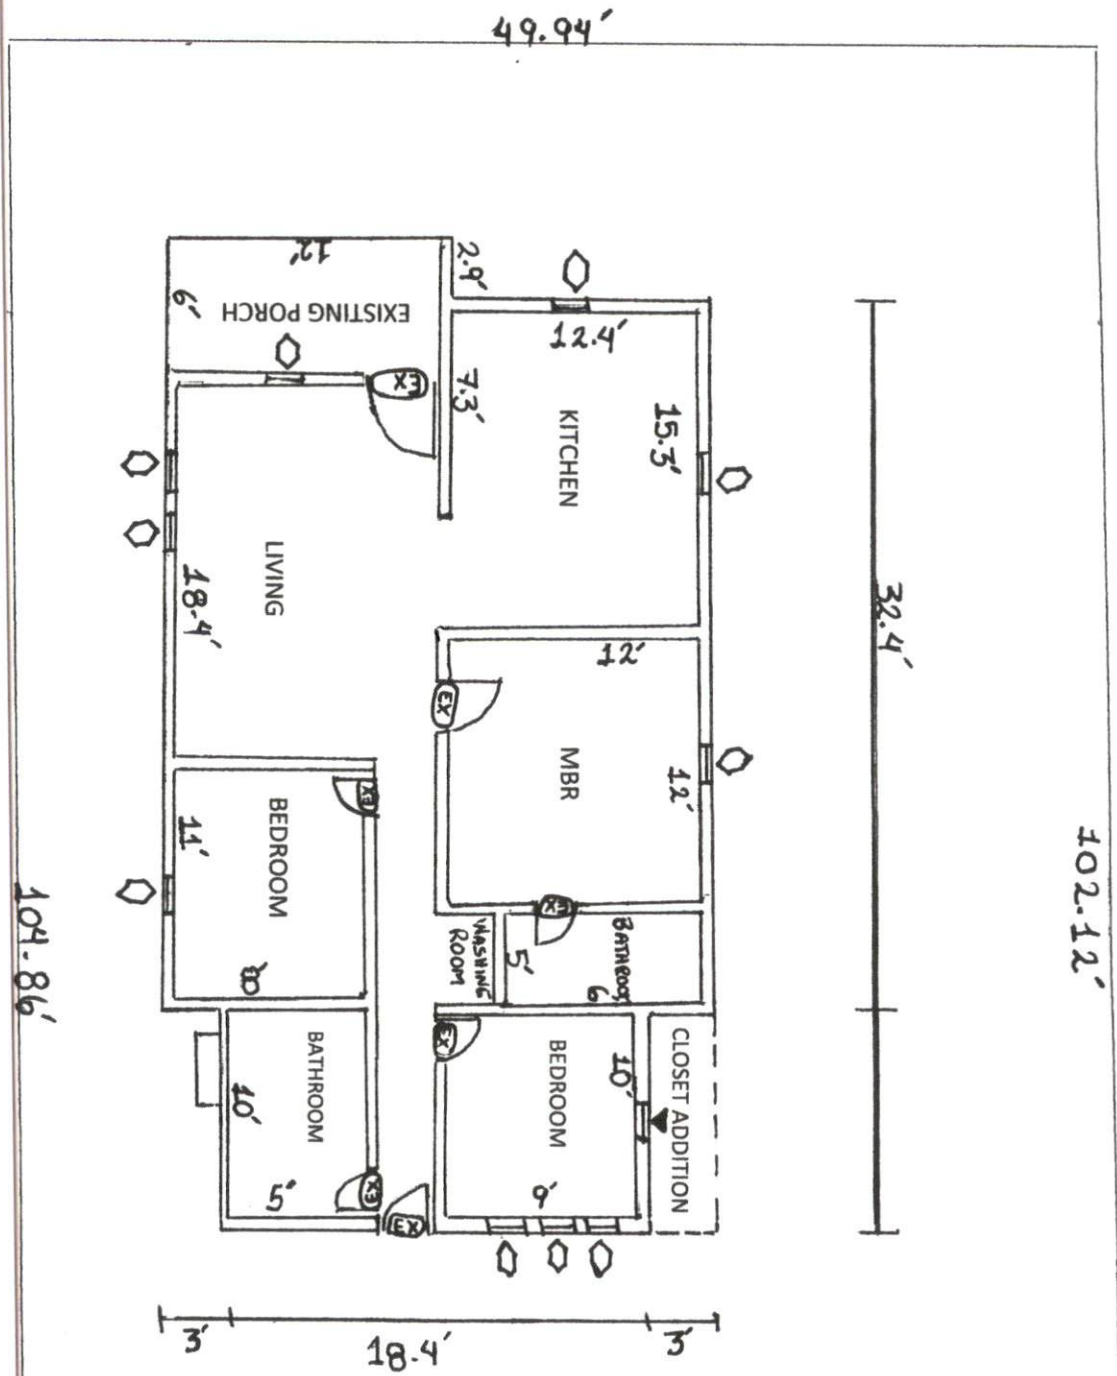 49.94'
12'
2.9'
6'
EXISTING PORCH
12.4'
EX
7.3'
KITCHEN
15.3'
LIVING
18.4'
32.4'
12'
EX
MBR
12'
EX
BEDROOM
11'
8
102.12'
104.86'
EX
WASHING
ROOM
5'
BATHROOM
6'
EX
BEDROOM
10'
CLOSET ADDITION
BATHROOM
10'
5'
EX
EX
9'
3'
18.4'
3'